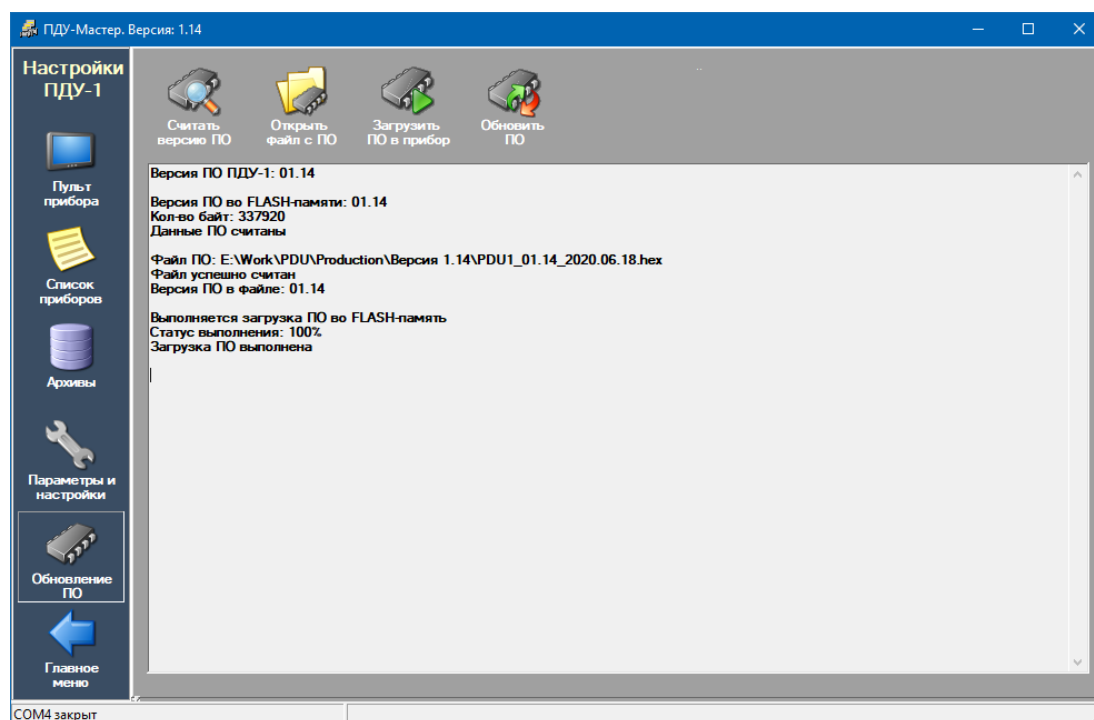 ПДУ-Мастер. Версия: 1.14
Настройки
ПДУ-1
Пульт
прибора
Список
приборов
Архивы
Параметры и
настройки
Обновление
ПО
Главное
меню
Считать
версию ПО
Открыть
файл с ПО
Загрузить
ПО в прибор
Обновить
ПО
..
Версия ПО ПДУ-1: 01.14
Версия ПО во FLASH-памяти: 01.14
Кол-во байт: 337920
Данные ПО считаны
Файл ПО: E:\Work\PDU\Production\Версия 1.14\PDU1_01.14_2020.06.18.hex
Файл успешно считан
Версия ПО в файле: 01.14
Выполняется загрузка ПО во FLASH-память
Статус выполнения: 100%
Загрузка ПО выполнена
COM4 закрыт